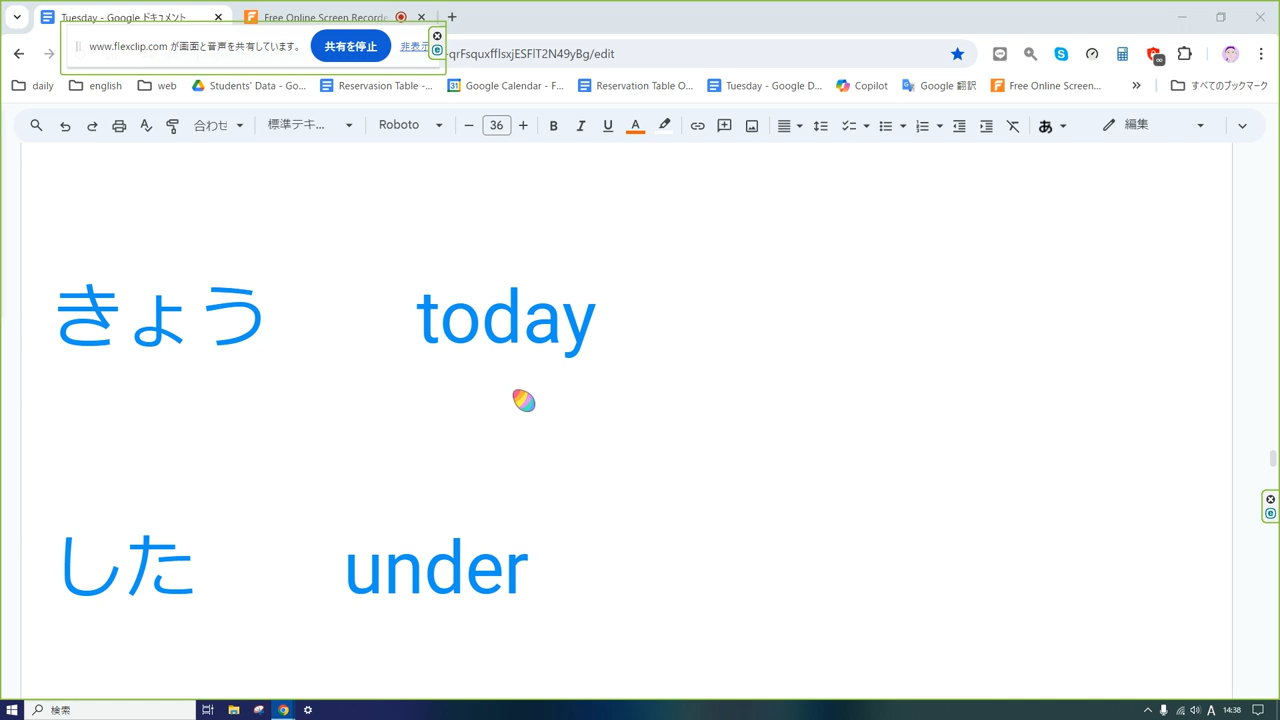 Tuesday - Google ドキュメント
Free Online Screen Recorde
www.flexclip.com が画面と音声を共有しています。
共有を停止
非表示
-qrFsquxfflsxjESFlT2N49yBg/edit
daily
english
web
Students' Data - Go...
Reservasion Table -...
Google Calendar - F...
Reservation Table O...
Tuesday - Google D...
Copilot
Google 翻訳
Free Online Screen...
すべてのブックマーク
標準テキ...
Roboto
36
編集
きょう today
した under
検索
A
14:38